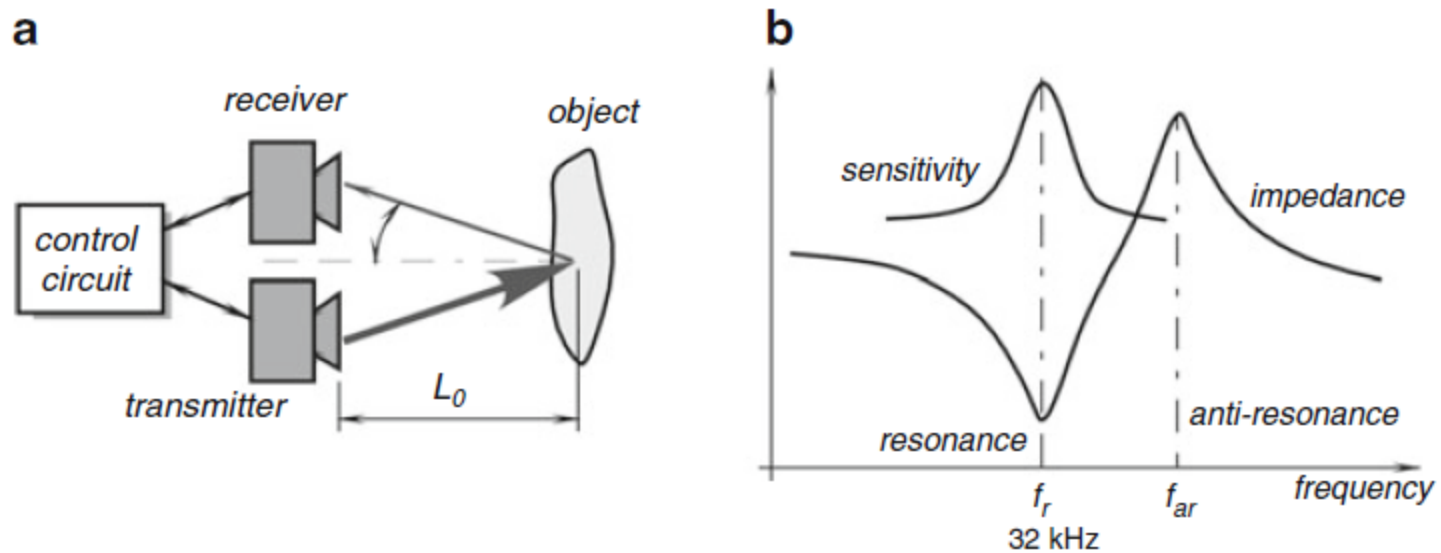 a
receiver
object
control
circuit
transmitter
L0
b
sensitivity
impedance
resonance
anti-resonance
fr
far
frequency
32 kHz